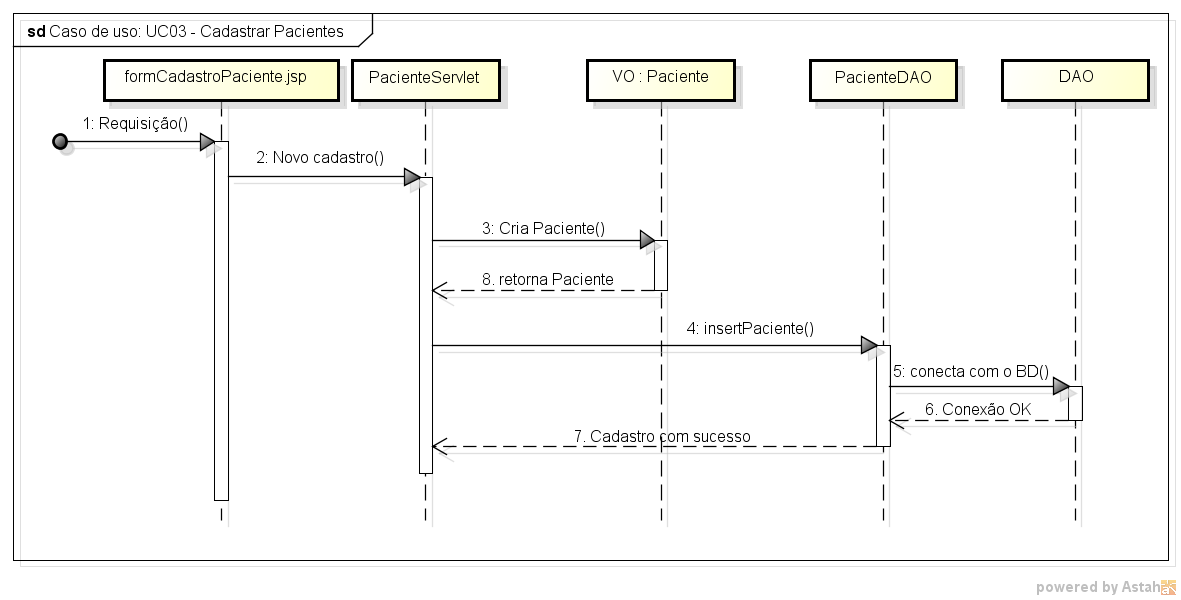 sd Caso de uso: UC03 - Cadastrar Pacientes
formCadastroPaciente.jsp
PacienteServlet
VO : Paciente
PacienteDAO
DAO
1: Requisição()
2: Novo cadastro()
3: Cria Paciente()
8. retorna Paciente
4: insertPaciente()
5: conecta com o BD()
6. Conexão OK
7. Cadastro com sucesso
powered by Astah